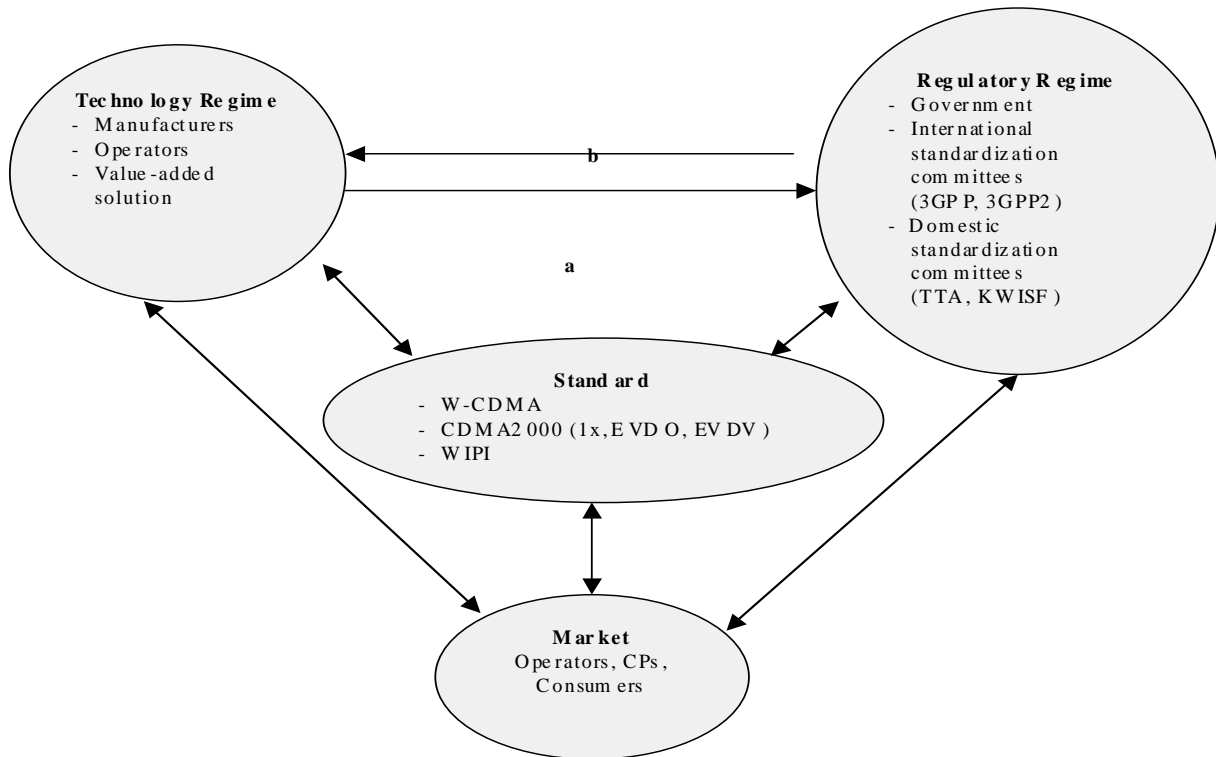 Technology Regime
- Manufacturers
- Operators
- Value-added
solution
Regulatory Regime
- Government
- International
standardization
committees
(3GPP, 3GPP2)
- Domestic
standardization
committees
(TTA, KWISF)
b
a
Standard
- W-CDMA
- CDMA2000 (1x, EVDO, EVDV)
- WIPI
Market
Operators, CPs,
Consumers